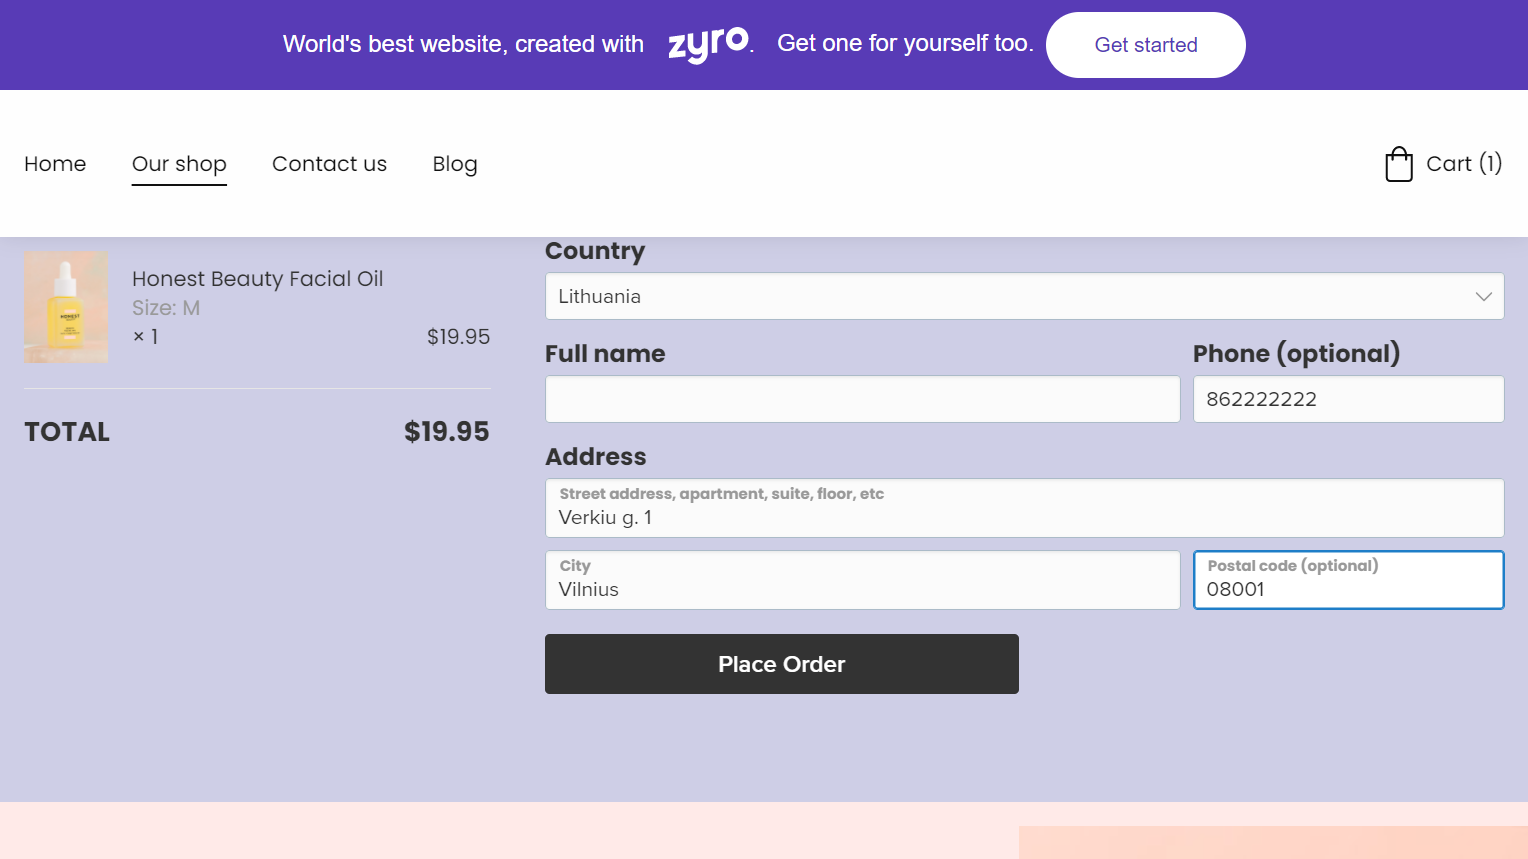 World's best website, created with zyro. Get one for yourself too. Get started
Home Our shop Contact us Blog Cart (1)
Honest Beauty Facial Oil
Size: M
× 1 $19.95
TOTAL $19.95
HONEST
Country
Lithuania
Full name Phone (optional)
862222222
Address
Street address, apartment, suite, floor, etc
Verkiu g. 1
City Postal code (optional)
Vilnius 08001
Place Order